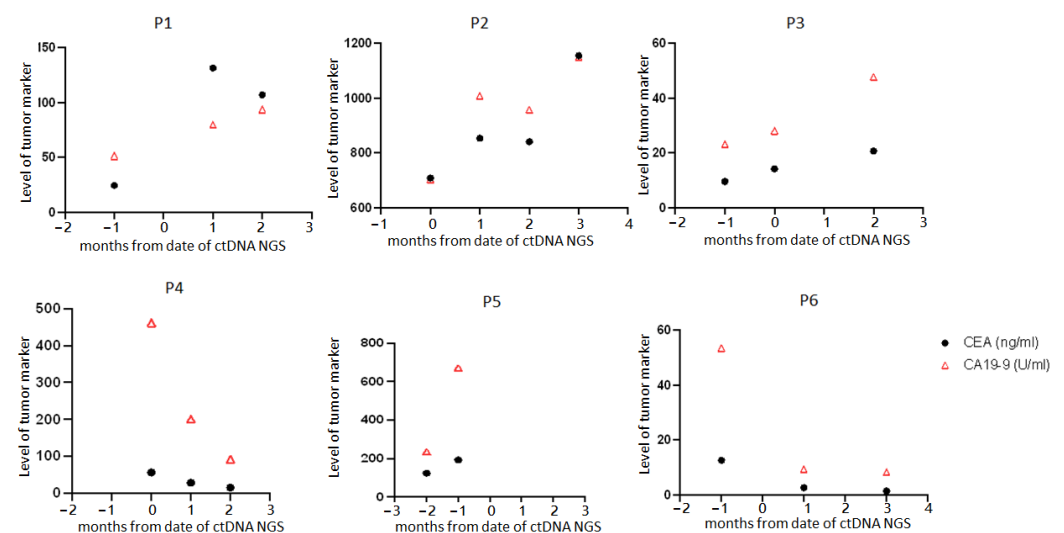 P1
P2
P3
Level of tumor marker
150
100
50
0
−2 −1 0 1 2 3
months from date of ctDNA NGS
Level of tumor marker
1200
1000
800
600
−1 0 1 2 3 4
months from date of ctDNA NGS
Level of tumor marker
60
40
20
0
−2 −1 0 1 2 3
months from date of ctDNA NGS
P4
P5
P6
Level of tumor marker
500
400
300
200
100
0
−2 −1 0 1 2 3
months from date of ctDNA NGS
Level of tumor marker
800
600
400
200
0
−3 −2 −1 0 1 2 3
months from date of ctDNA NGS
Level of tumor marker
60
40
20
0
−2 −1 0 1 2 3 4
months from date of ctDNA NGS
CEA (ng/ml)
CA19-9 (U/ml)